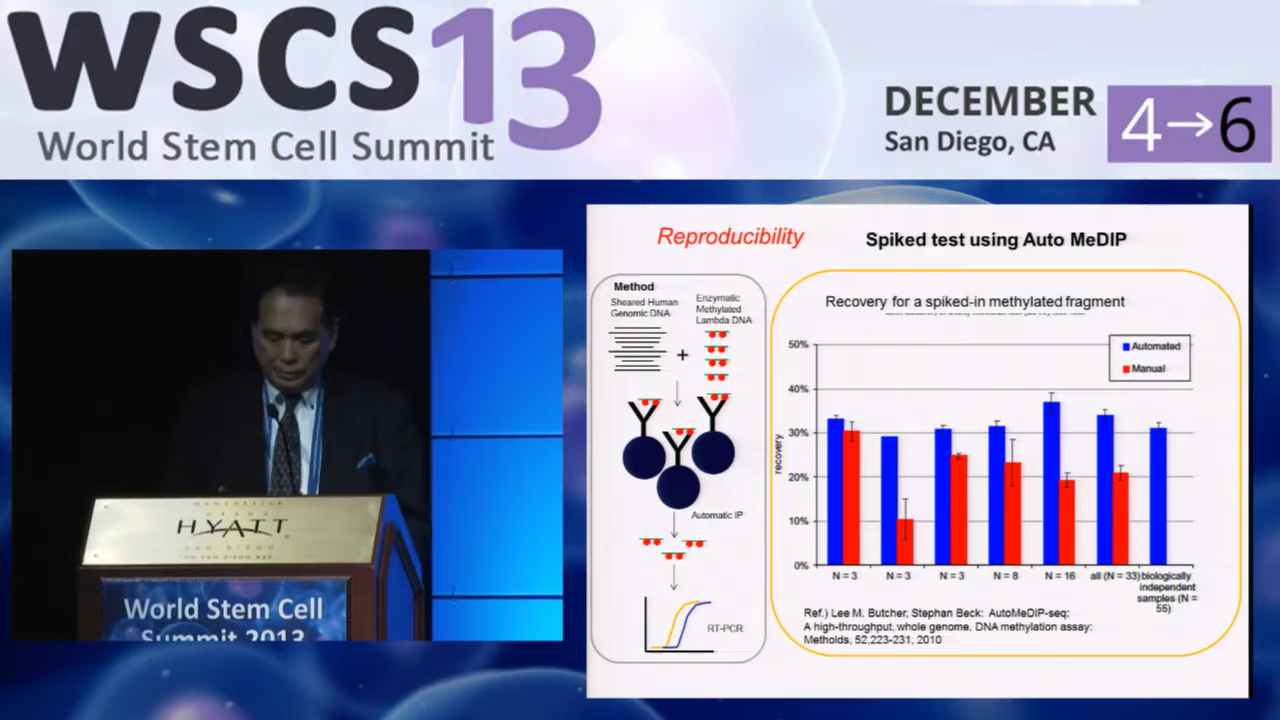 WSCS13
World Stem Cell Summit
DECEMBER
San Diego, CA
4→6
HYATT
SAN DIEGO
World Stem Cell
Summit 2013
Reproducibility
Spiked test using Auto MeDIP
Method
Sheared Human
Genomic DNA
Enzymatic
Methylated
Lambda DNA
+
Automatic IP
RT-PCR
Recovery for a spiked-in methylated fragment
Automated
Manual
recovery
50%
40%
30%
20%
10%
0%
N = 3
N = 3
N = 3
N = 8
N = 16
all (N = 33)
biologically
independent
samples (N =
55)
Ref.) Lee M. Butcher, Stephan Beck: AutoMeDIP-seq:
A high-throughput, whole genome, DNA methylation assay:
Metholds, 52,223-231, 2010